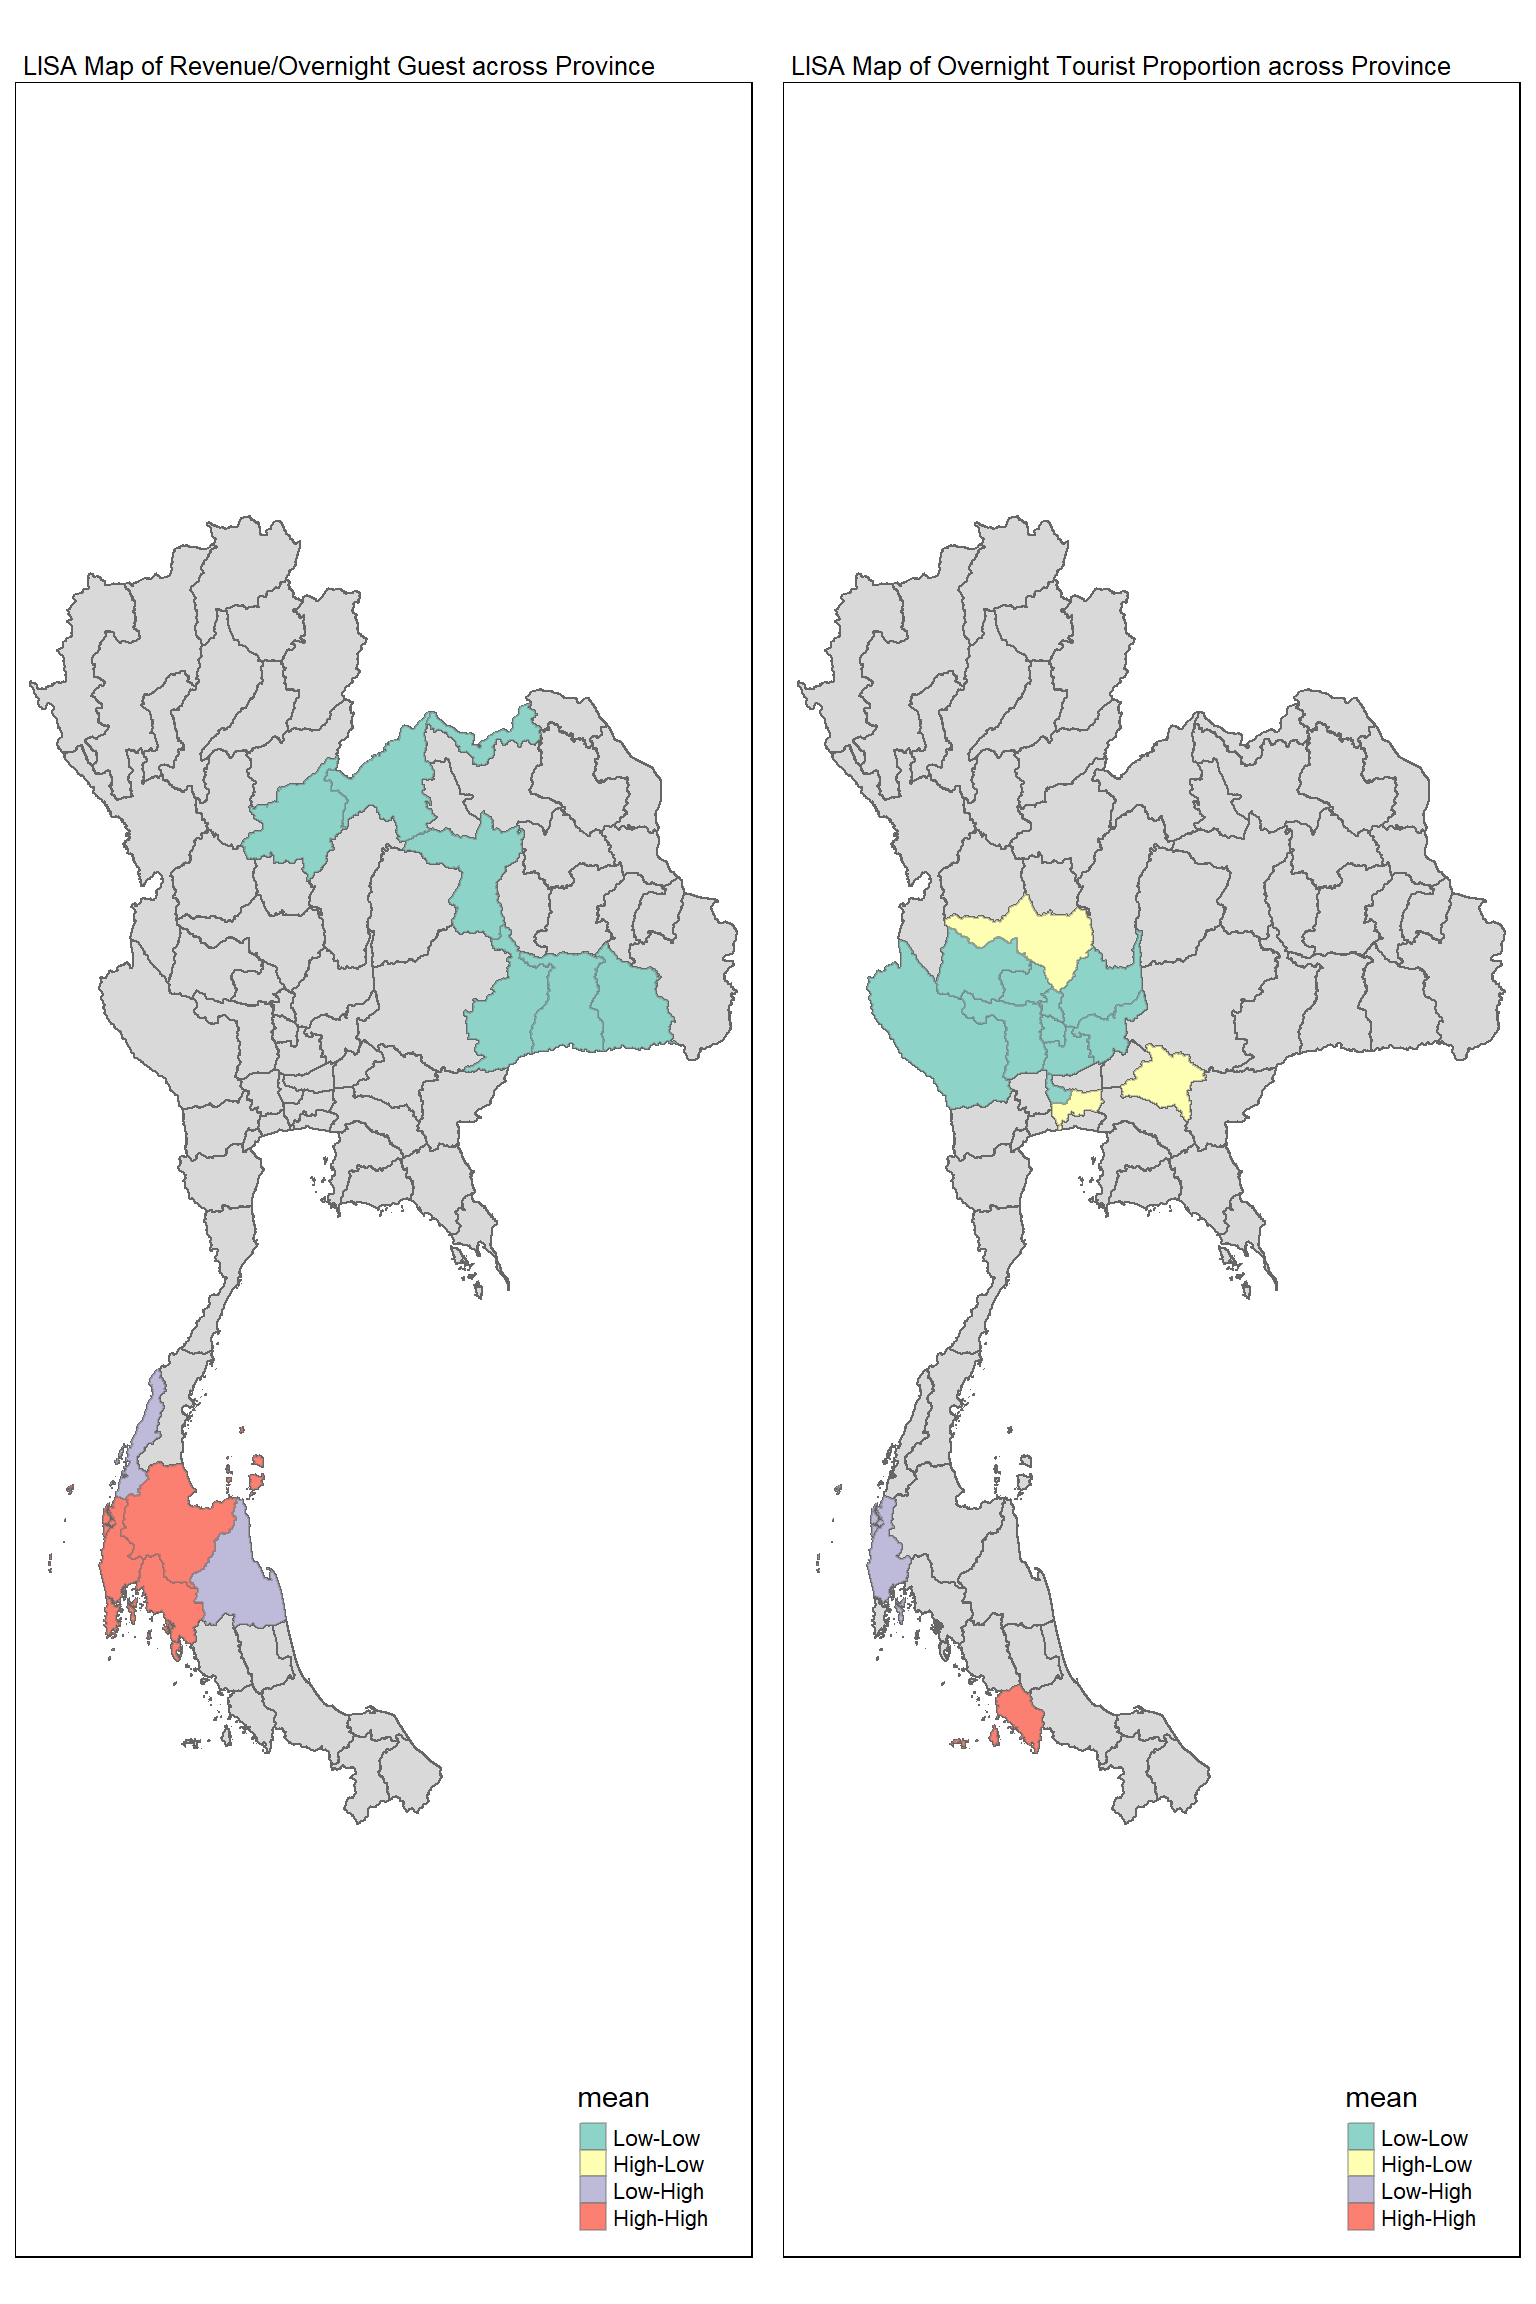 LISA Map of Revenue/Overnight Guest across Province
mean
Low-Low
High-Low
Low-High
High-High
LISA Map of Overnight Tourist Proportion across Province
mean
Low-Low
High-Low
Low-High
High-High